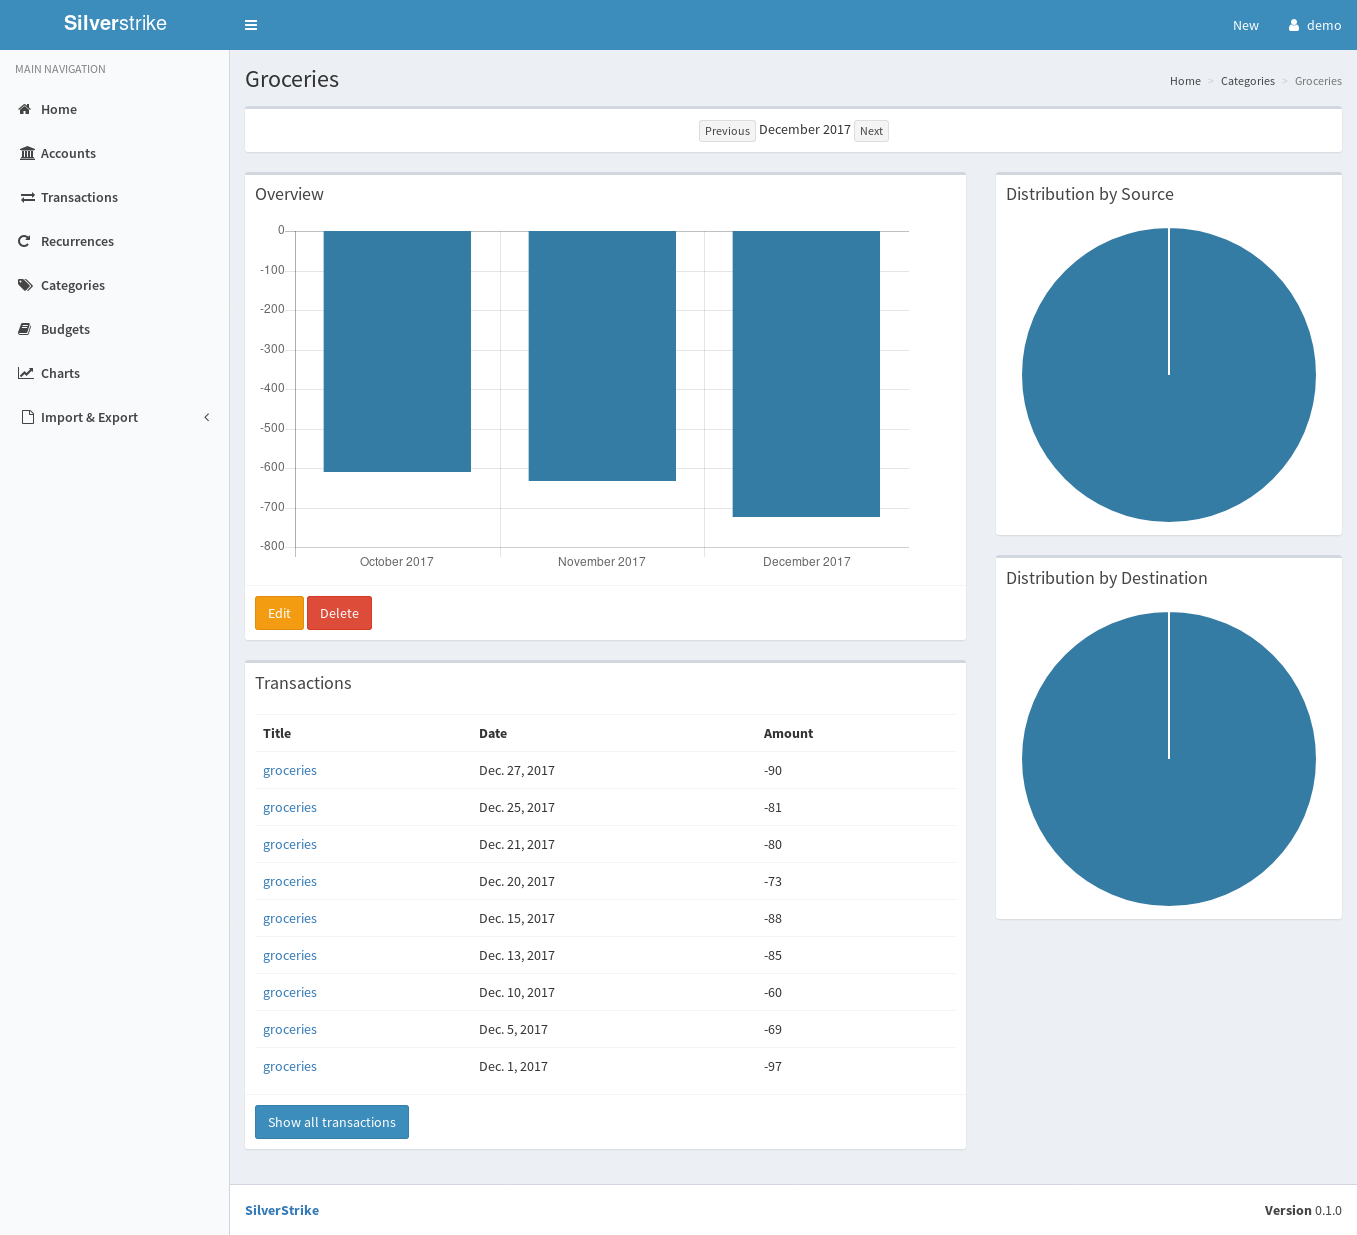 Silverstrike
New demo
MAIN NAVIGATION
Home
Accounts
Transactions
Recurrences
Categories
Budgets
Charts
Import & Export
Groceries
Home > Categories > Groceries
Previous December 2017 Next
Overview
0
-100
-200
-300
-400
-500
-600
-700
-800
October 2017 November 2017 December 2017
Edit Delete
Distribution by Source
Distribution by Destination
Transactions
Title Date Amount
groceries Dec. 27, 2017 -90
groceries Dec. 25, 2017 -81
groceries Dec. 21, 2017 -80
groceries Dec. 20, 2017 -73
groceries Dec. 15, 2017 -88
groceries Dec. 13, 2017 -85
groceries Dec. 10, 2017 -60
groceries Dec. 5, 2017 -69
groceries Dec. 1, 2017 -97
Show all transactions
SilverStrike Version 0.1.0